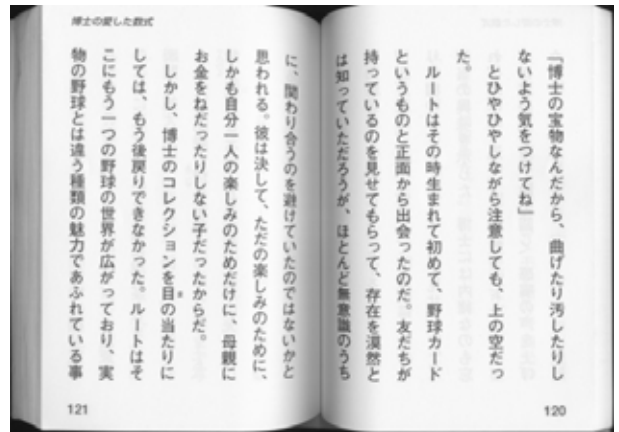 「博士の宝物なんだから、曲げたり汚したりし
ないよう気をつけてね」
とひやひやしながら注意しても、上の空だっ
た。
ルートはその時生まれて初めて、野球カード
というものと正面から出会ったのだ。友だちが
持っているのを見せてもらって、存在を漠然と
は知っていただろうが、ほとんど無意識のうち
120
博士の愛した数式
に、関わり合うのを避けていたのではないかと
思われる。彼は決して、ただの楽しみのために、
しかも自分一人の楽しみのためだけに、母親に
お金をねだったりしない子だったからだ。
しかし、博士のコレクションを目の当たりに
しては、もう後戻りできなかった。ルートはそ
こにもう一つの野球の世界が広がっており、実
物の野球とは違う種類の魅力であふれている事
121